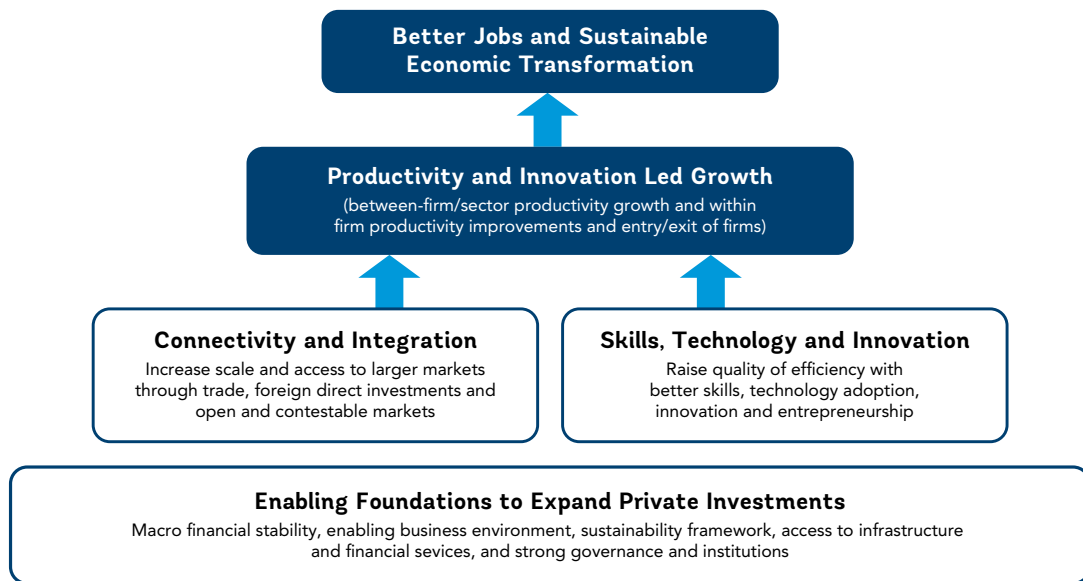 Better Jobs and Sustainable
Economic Transformation
Productivity and Innovation Led Growth
(between-firm/sector productivity growth and within
firm productivity improvements and entry/exit of firms)
Connectivity and Integration
Increase scale and access to larger markets
through trade, foreign direct investments and
open and contestable markets
Skills, Technology and Innovation
Raise quality of efficiency with
better skills, technology adoption,
innovation and entrepreneurship
Enabling Foundations to Expand Private Investments
Macro financial stability, enabling business environment, sustainability framework, access to infrastructure
and financial sevices, and strong governance and institutions